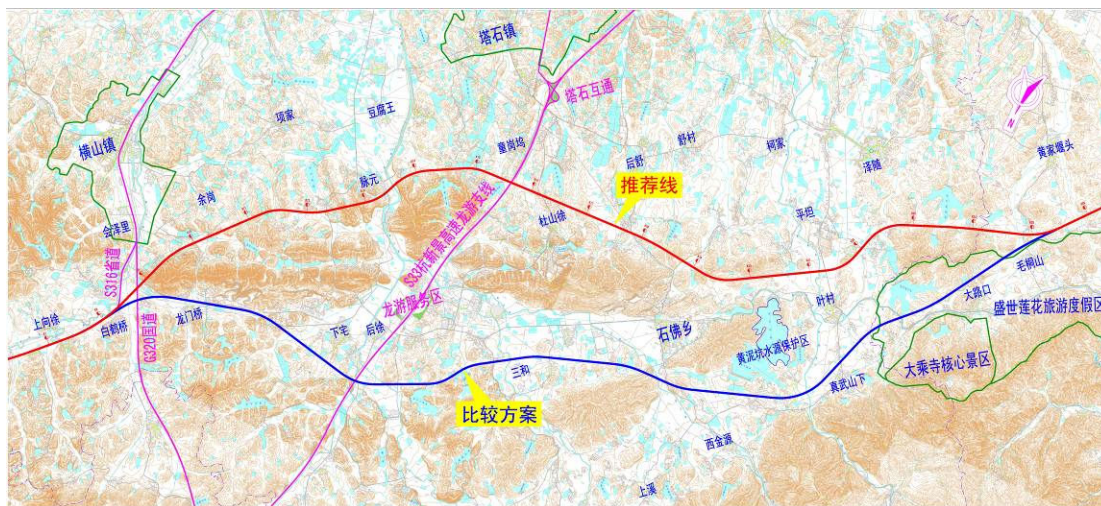 塔石镇
塔石互通
项家
豆腐王
横山镇
童岗坞
后舒
舒村
柯家
泽随
黄家堰头
N
余岗
脉元
推荐线
杜山徐
平坦
会泽里
S316省道
S33杭新景高速龙游支线
毛桐山
上向徐
白鹤桥
G320国道
龙门桥
龙游服务区
下宅
后徐
石佛乡
叶村
大路口
盛世莲花旅游度假区
黄泥坑水源保护区
大乘寺核心景区
三和
真武山下
比较方案
西金源
上溪